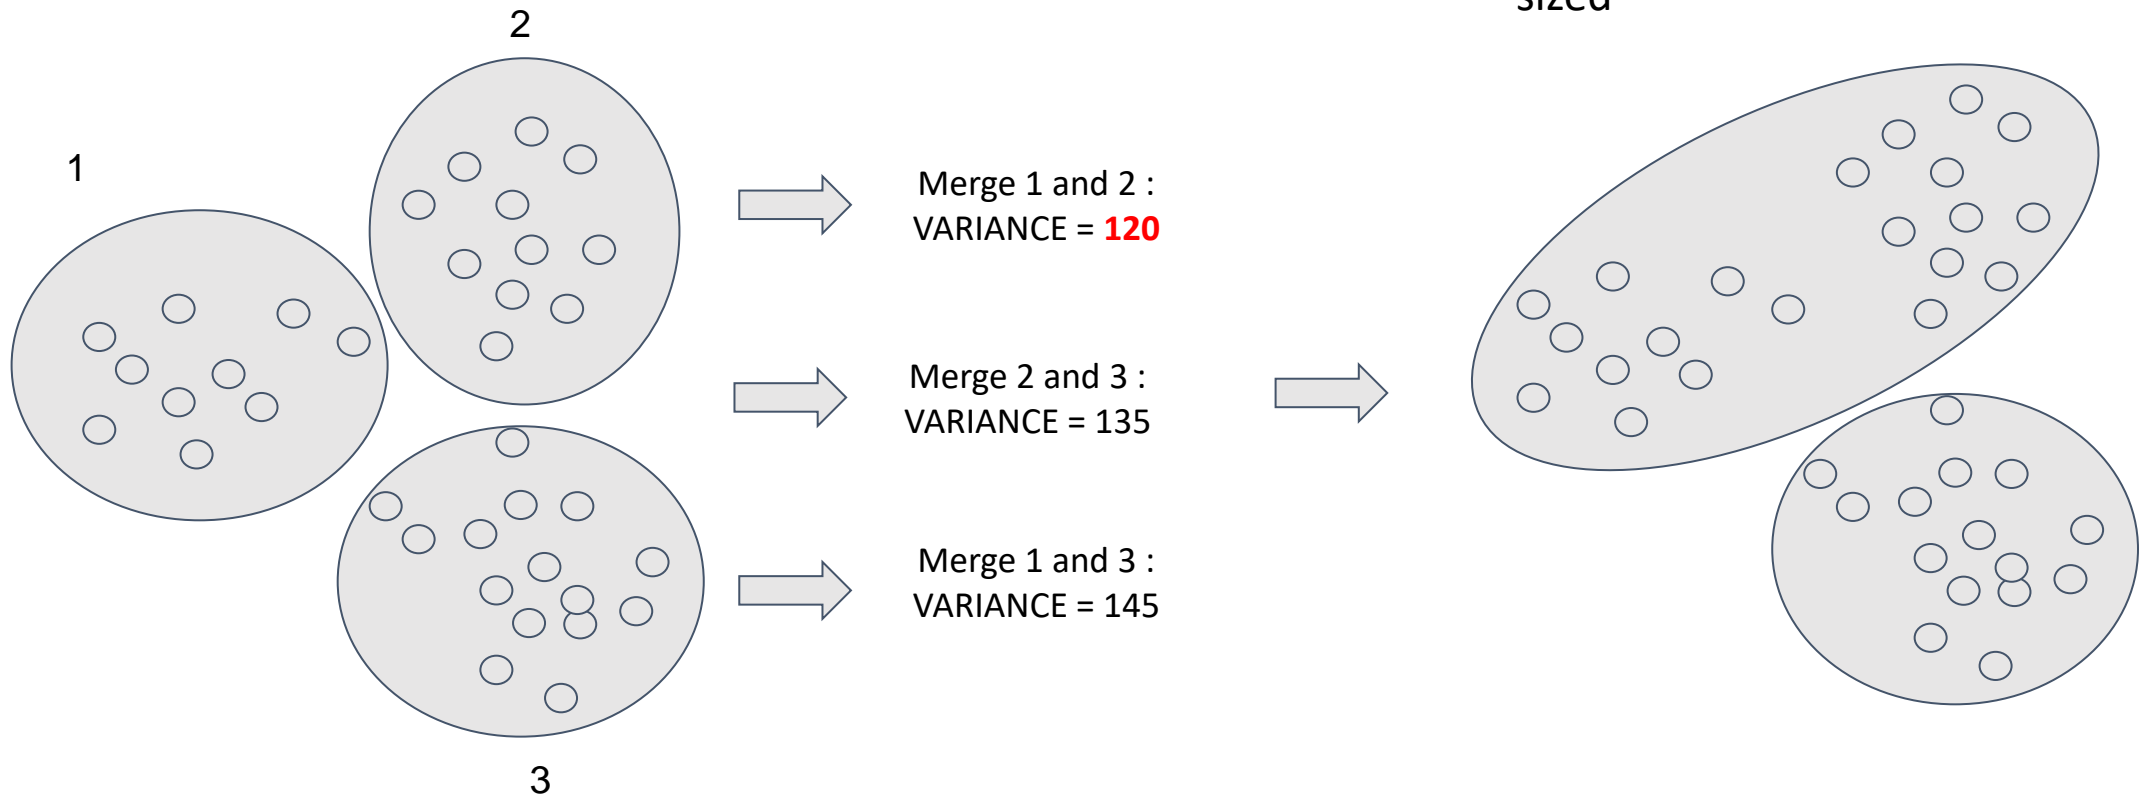 sized
2
1
Merge 1 and 2 :
VARIANCE = 120
Merge 2 and 3 :
VARIANCE = 135
Merge 1 and 3 :
VARIANCE = 145
3